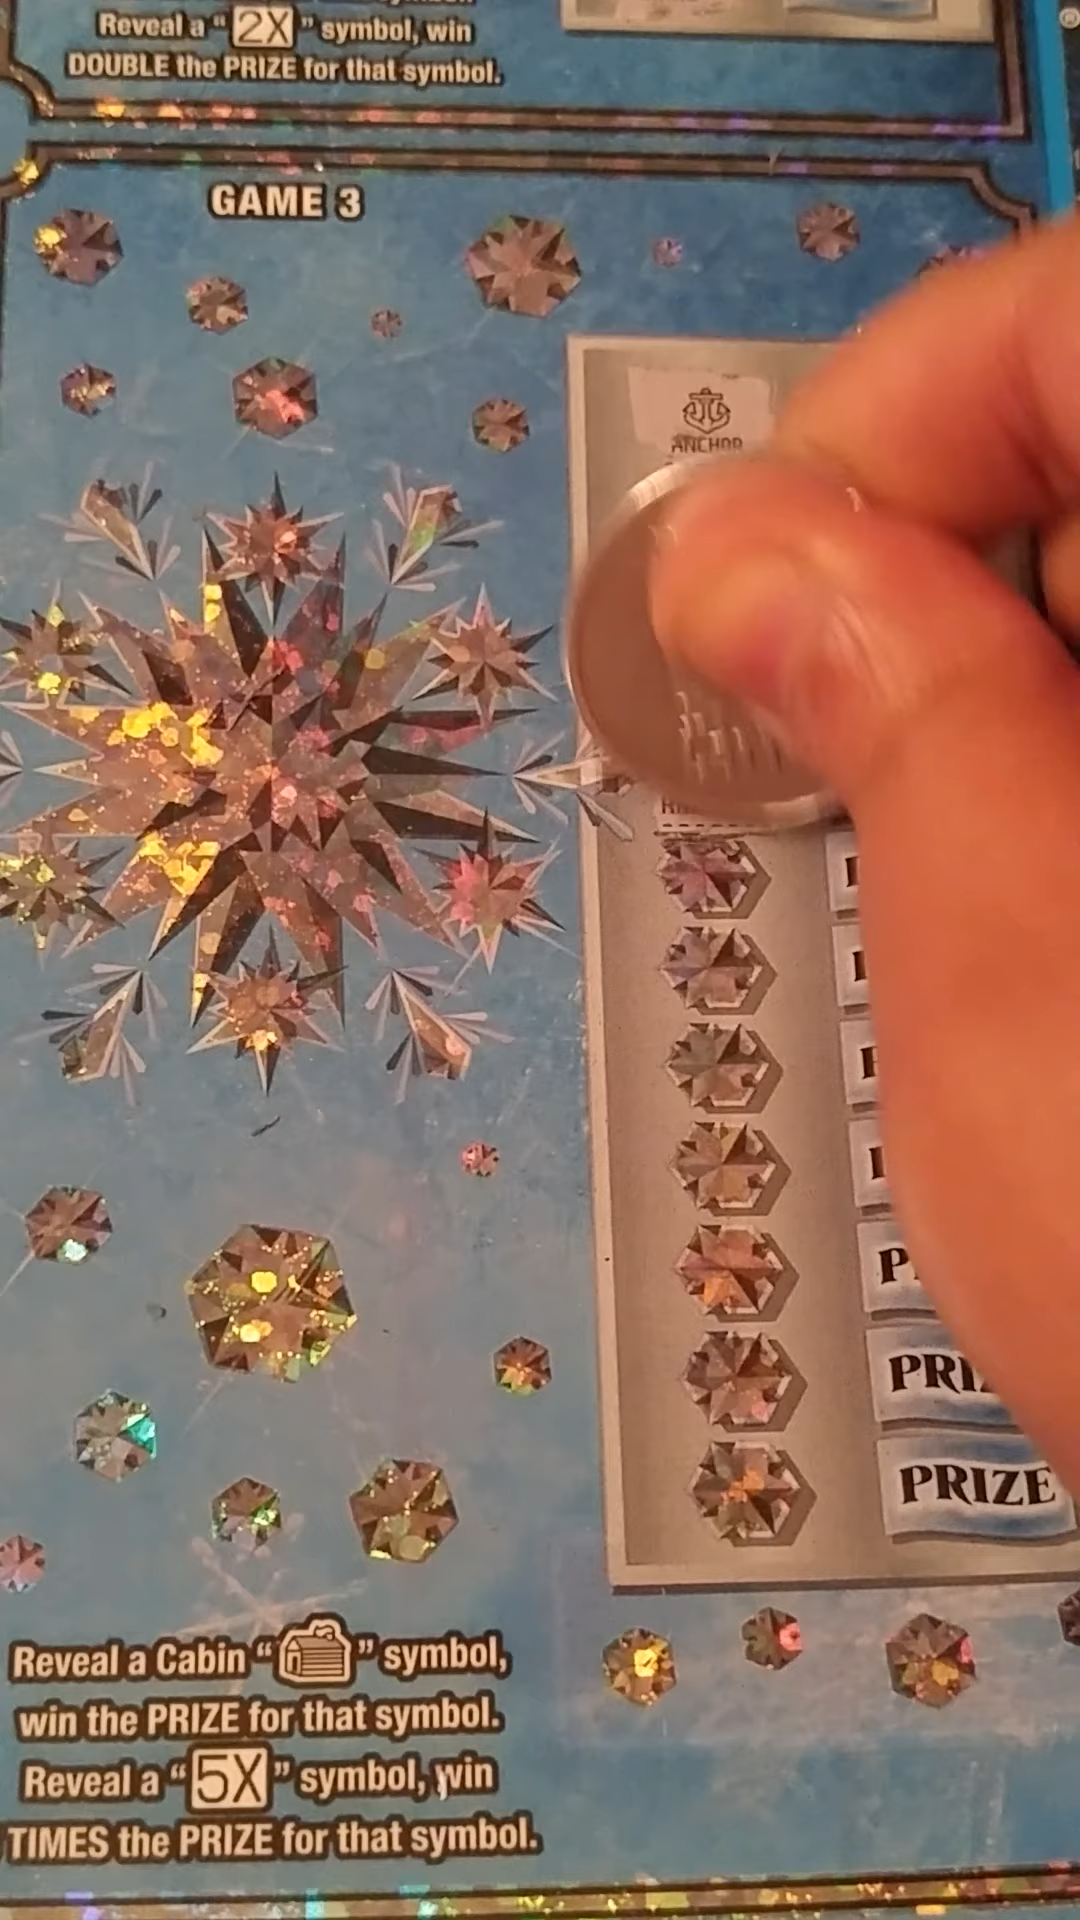 Reveal a "2X" symbol, win
DOUBLE the PRIZE for that symbol.
®
GAME 3
ANCHOR
PRIZE
Reveal a Cabin " " symbol,
win the PRIZE for that symbol.
Reveal a "5X" symbol, win
TIMES the PRIZE for that symbol.